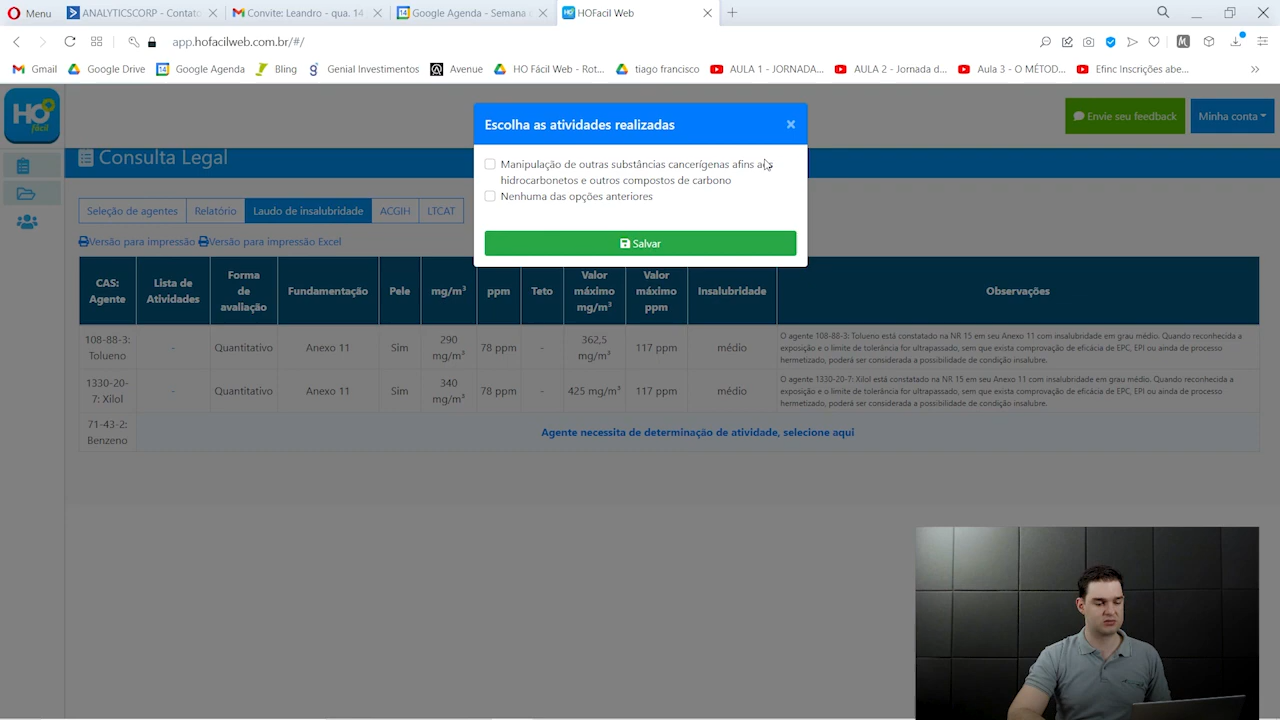 Menu
ANALYTICSCORP - Contato
Convite: Leandro - qua. 14
Google Agenda - Semana
HOFacil Web
app.hofacilweb.com.br/#/
Gmail
Google Drive
Google Agenda
Bling
Genial Investimentos
Avenue
HO Fácil Web - Rot...
tiago francisco
AULA 1 - JORNADA...
AULA 2 - Jornada d...
Aula 3 - O MÉTOD...
Efinc Inscrições abe...
HO
fácil
Envie seu feedback
Minha conta
Consulta Legal
Escolha as atividades realizadas
Manipulação de outras substâncias cancerígenas afins aos
hidrocarbonetos e outros compostos de carbono
Nenhuma das opções anteriores
Salvar
Seleção de agentes
Relatório
Laudo de insalubridade
ACGIH
LTCAT
Versão para impressão
Versão para impressão Excel
CAS:
Agente
Lista de
Atividades
Forma
de
avaliação
Fundamentação
Pele
mg/m³
ppm
Teto
Valor
máximo
mg/m³
Valor
máximo
ppm
Insalubridade
Observações
108-88-3:
Tolueno
-
Quantitativo
Anexo 11
Sim
290
mg/m³
78 ppm
-
362,5
mg/m³
117 ppm
médio
O agente 108-88-3: Tolueno está constatado na NR 15 em seu Anexo 11 com insalubridade em grau médio. Quando reconhecida a
exposição e o limite de tolerância for ultrapassado, sem que exista comprovação de eficácia de EPC, EPI ou ainda de processo
hermetizado, poderá ser considerada a possibilidade de condição insalubre.
1330-20-
7: Xilol
-
Quantitativo
Anexo 11
Sim
340
mg/m³
78 ppm
-
425 mg/m³
117 ppm
médio
O agente 1330-20-7: Xilol está constatado na NR 15 em seu Anexo 11 com insalubridade em grau médio. Quando reconhecida a
exposição e o limite de tolerância for ultrapassado, sem que exista comprovação de eficácia de EPC, EPI ou ainda de processo
hermetizado, poderá ser considerada a possibilidade de condição insalubre.
71-43-2:
Benzeno
Agente necessita de determinação de atividade, selecione aqui